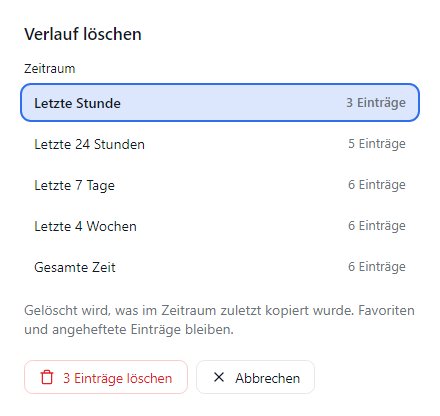 Verlauf löschen
Zeitraum
Letzte Stunde 3 Einträge
Letzte 24 Stunden 5 Einträge
Letzte 7 Tage 6 Einträge
Letzte 4 Wochen 6 Einträge
Gesamte Zeit 6 Einträge
Gelöscht wird, was im Zeitraum zuletzt kopiert wurde. Favoriten
und angeheftete Einträge bleiben.
3 Einträge löschen Abbrechen